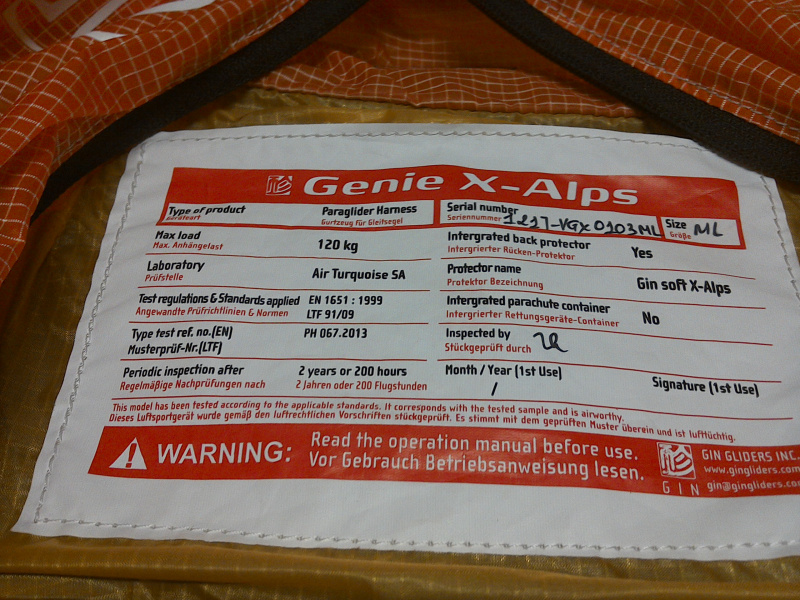 Genie X-Alps
Type of product
Geräteart
Paraglider Harness
Gurtzeug für Gleitsegel
Serial number
Seriennummer 1217-VGX0103ML
Size
Größe
ML
Max load
Max. Anhängelast
120 kg
Laboratory
Prüfstelle
Air Turquoise SA
Test regulations & Standards applied
Angewandte Prüfrichtlinien & Normen
EN 1651 : 1999
LTF 91/09
Type test ref. no.(EN)
Musterprüf-Nr.(LTF)
PH 067.2013
Periodic inspection after
Regelmäßige Nachprüfungen nach
2 years or 200 hours
2 Jahren oder 200 Flugstunden
Intergrated back protector
Intergrierter Rücken-Protektor
Yes
Protector name
Protektor Bezeichnung
Gin soft X-Alps
Intergrated parachute container
Intergrierter Rettungsgeräte-Container
No
Inspected by
Stückgeprüft durch
Month / Year (1st Use)
/
Signature (1st Use)
This model has been tested according to the applicable standards. It corresponds with the tested sample and is airworthy.
Dieses Luftsportgerät wurde gemäß den luftrechtlichen Vorschriften stückgeprüft. Es stimmt mit dem geprüften Muster überein und ist lufttüchtig.
WARNING:
Read the operation manual before use.
Vor Gebrauch Betriebsanweisung lesen.
GIN
GIN GLIDERS INC.
www.gingliders.com
gin@gingliders.co